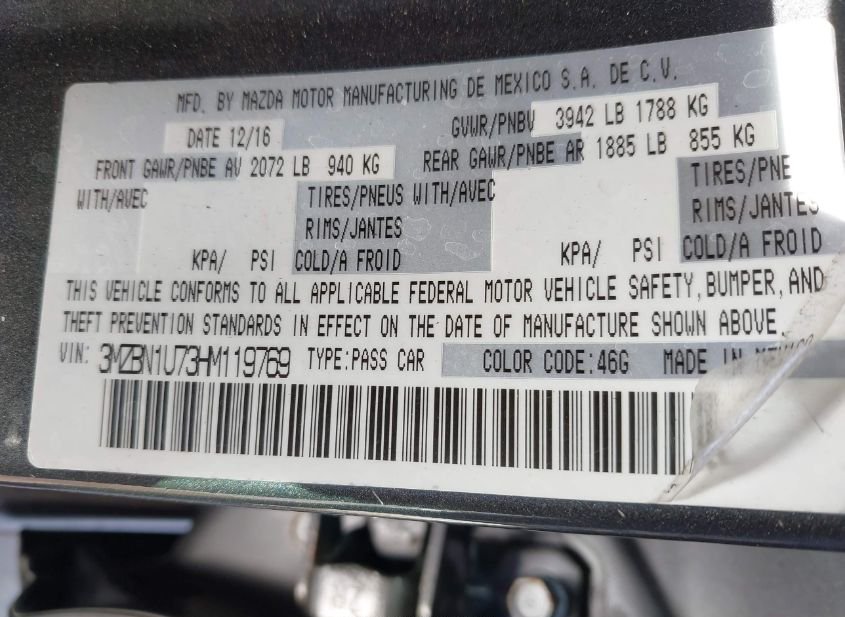 MFD. BY MAZDA MOTOR MANUFACTURING DE MEXICO S.A. DE C.V.
DATE 12/16 GVWR/PNBV 3942 LB 1788 KG
FRONT GAWR/PNBE AV 2072 LB 940 KG REAR GAWR/PNBE AR 1885 LB 855 KG
WITH/AVEC TIRES/PNEUS WITH/AVEC TIRES/PNE
RIMS/JANTES RIMS/JANTES
KPA/ PSI COLD/A FROID KPA/ PSI COLD/A FROID
THIS VEHICLE CONFORMS TO ALL APPLICABLE FEDERAL MOTOR VEHICLE SAFETY, BUMPER, AND
THEFT PREVENTION STANDARDS IN EFFECT ON THE DATE OF MANUFACTURE SHOWN ABOVE.
VIN: 3MZBN1U73HM119769 TYPE:PASS CAR COLOR CODE:46G MADE IN MEXICO